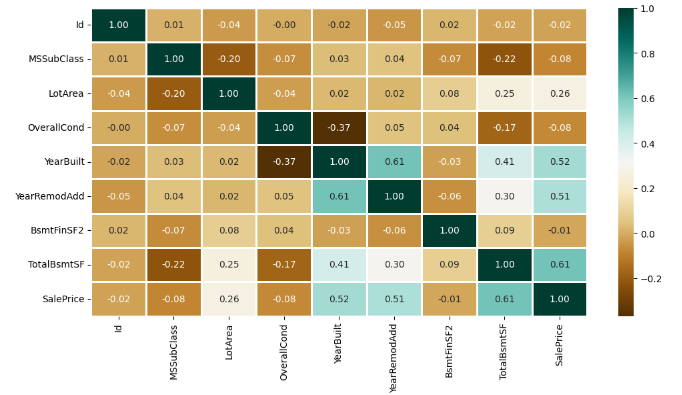 Id 1.00 0.01 -0.04 -0.00 -0.02 -0.05 0.02 -0.02 -0.02
MSSubClass 0.01 1.00 -0.20 -0.07 0.03 0.04 -0.07 -0.22 -0.08
LotArea -0.04 -0.20 1.00 -0.04 0.02 0.02 0.08 0.25 0.26
OverallCond -0.00 -0.07 -0.04 1.00 -0.37 0.05 0.04 -0.17 -0.08
YearBuilt -0.02 0.03 0.02 -0.37 1.00 0.61 -0.03 0.41 0.52
YearRemodAdd -0.05 0.04 0.02 0.05 0.61 1.00 -0.06 0.30 0.51
BsmtFinSF2 0.02 -0.07 0.08 0.04 -0.03 -0.06 1.00 0.09 -0.01
TotalBsmtSF -0.02 -0.22 0.25 -0.17 0.41 0.30 0.09 1.00 0.61
SalePrice -0.02 -0.08 0.26 -0.08 0.52 0.51 -0.01 0.61 1.00
Id MSSubClass LotArea OverallCond YearBuilt YearRemodAdd BsmtFinSF2 TotalBsmtSF SalePrice
1.0
0.8
0.6
0.4
0.2
0.0
−0.2